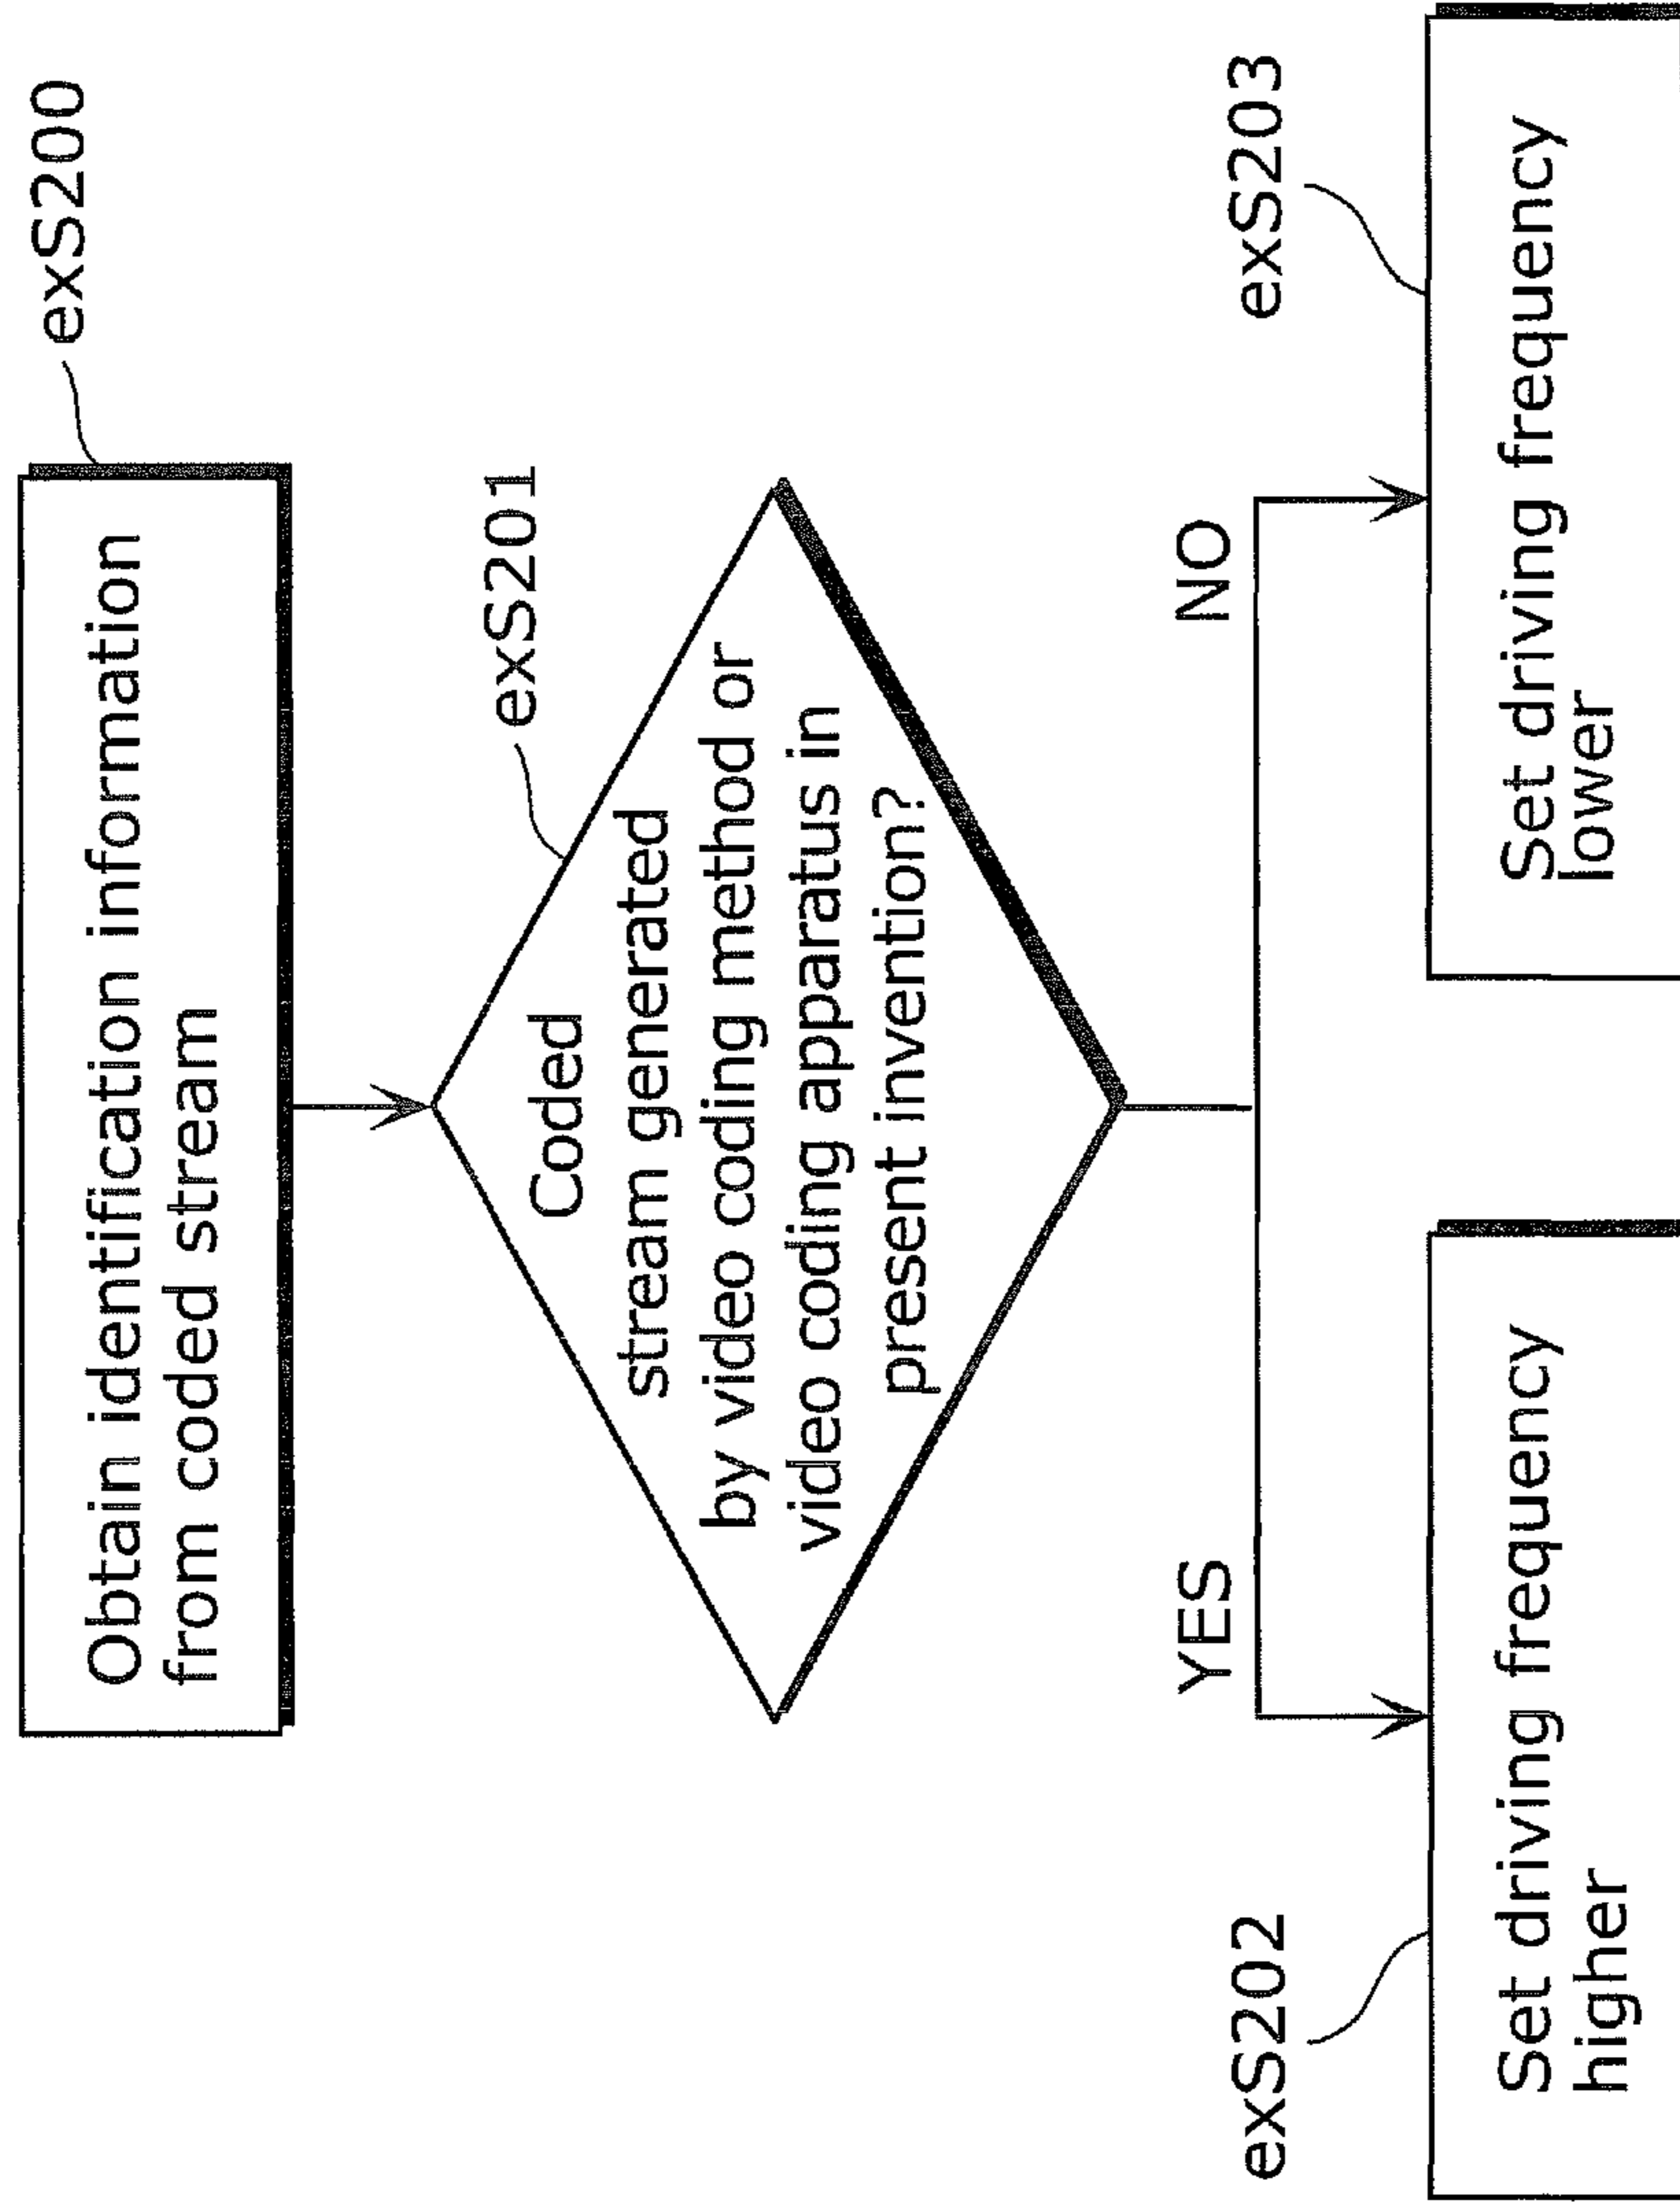 exS200
Obtain identification information
from coded stream
exS201
Coded
stream generated
by video coding method or
video coding apparatus in
present invention?
YES
NO
exS202
Set driving frequency
higher
exS203
Set driving frequency
lower